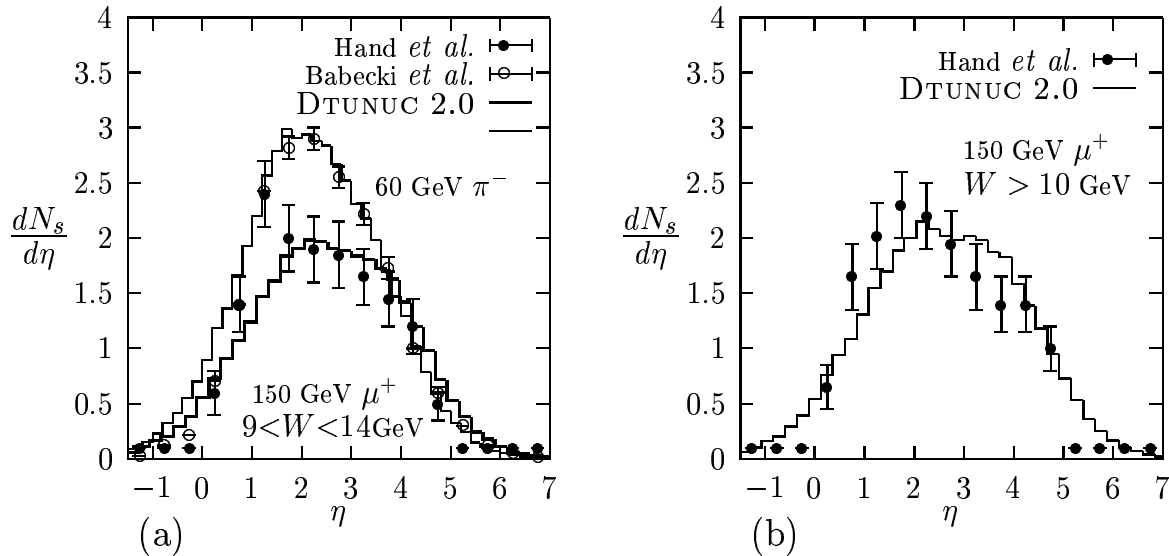 4
3.5
3
2.5
2
1.5
1
0.5
0
dN_s/dη
Hand et al.
Babecki et al.
DTUNUC 2.0
60 GeV π⁻
150 GeV μ⁺
9<W<14GeV
−1 0 1 2 3 4 5 6 7
η
(a)
4
3.5
3
2.5
2
1.5
1
0.5
0
dN_s/dη
Hand et al.
DTUNUC 2.0
150 GeV μ⁺
W > 10 GeV
−1 0 1 2 3 4 5 6 7
η
(b)